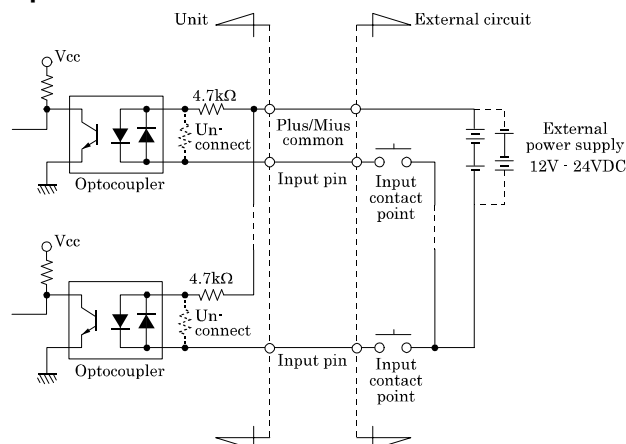 Unit
External circuit
Vcc
4.7kΩ
Un-
connect
Plus/Mius
common
External
power supply
12V - 24VDC
Optocoupler
Input pin
Input
contact
point
Vcc
4.7kΩ
Un-
connect
Optocoupler
Input pin
Input
contact
point